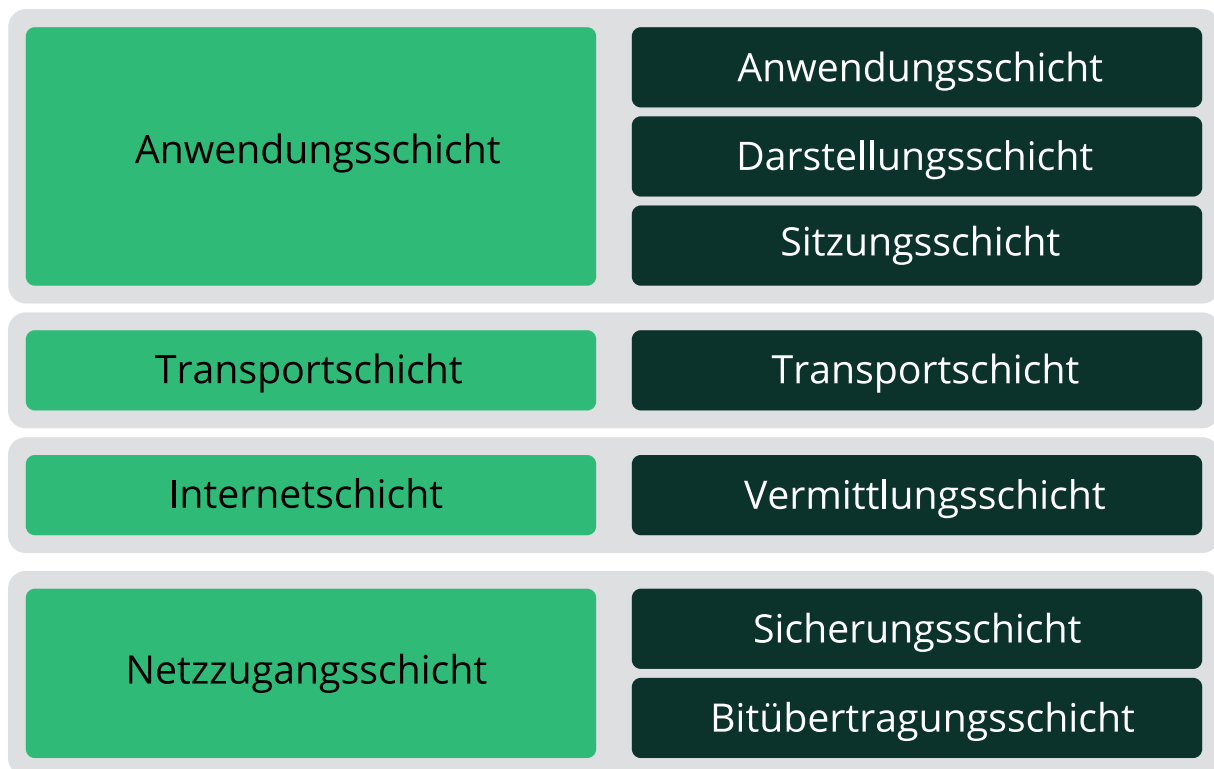 Anwendungsschicht
Anwendungsschicht
Darstellungsschicht
Sitzungsschicht
Transportschicht
Transportschicht
Internetschicht
Vermittlungsschicht
Netzzugangsschicht
Sicherungsschicht
Bitübertragungsschicht